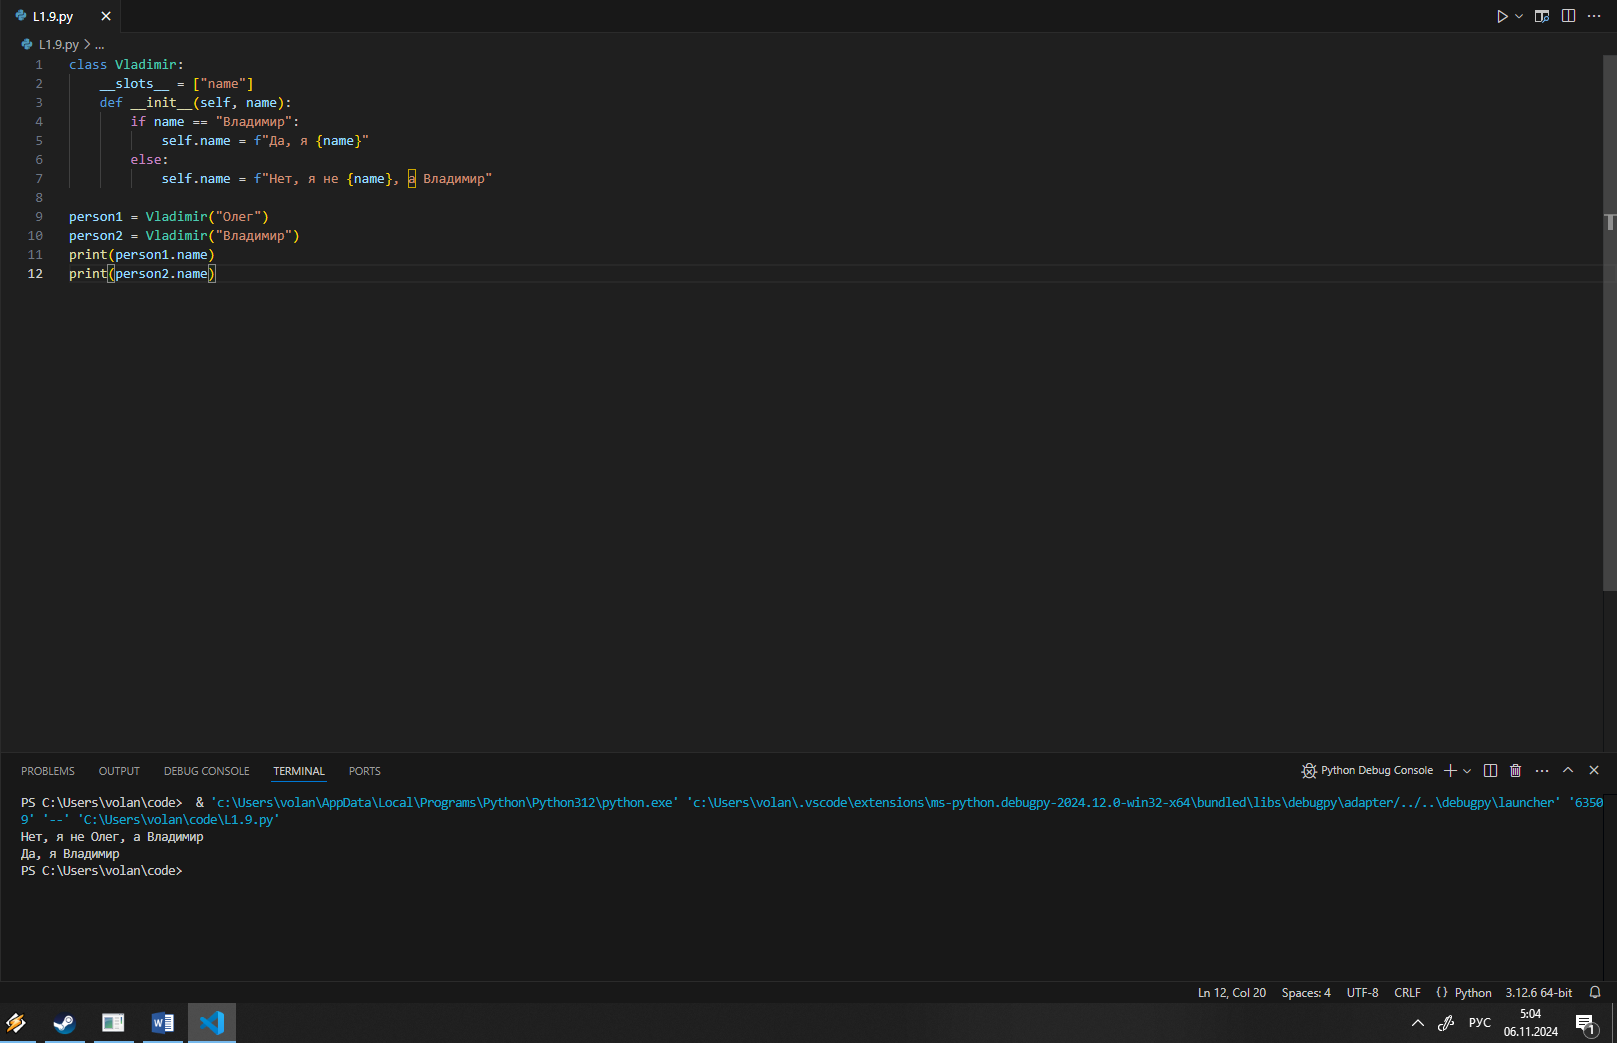 L1.9.py
L1.9.py > ...
1 class Vladimir:
2     __slots__ = ["name"]
3     def __init__(self, name):
4         if name == "Владимир":
5             self.name = f"Да, я {name}"
6         else:
7             self.name = f"Нет, я не {name}, а Владимир"
8
9 person1 = Vladimir("Олег")
10 person2 = Vladimir("Владимир")
11 print(person1.name)
12 print(person2.name)
PROBLEMS OUTPUT DEBUG CONSOLE TERMINAL PORTS Python Debug Console
PS C:\Users\volan\code>  & 'c:\Users\volan\AppData\Local\Programs\Python\Python312\python.exe' 'c:\Users\volan\.vscode\extensions\ms-python.debugpy-2024.12.0-win32-x64\bundled\libs\debugpy\adapter/../..\debugpy\launcher' '6350
9' '--' 'C:\Users\volan\code\L1.9.py'
Нет, я не Олег, а Владимир
Да, я Владимир
PS C:\Users\volan\code>
Ln 12, Col 20 Spaces: 4 UTF-8 CRLF {} Python 3.12.6 64-bit
РУС 5:04
06.11.2024 1